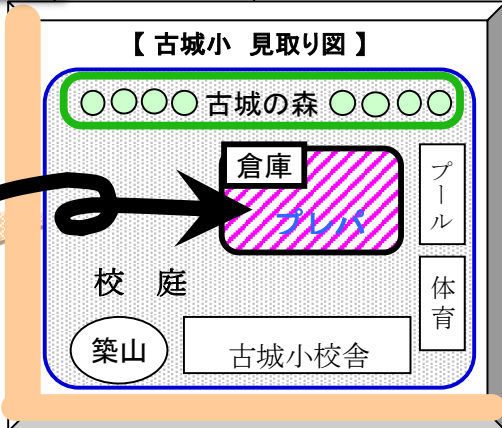 【 古城小 見取り図 】
○○○○ 古城の森 ○○○○
倉庫
プレパ
プール
校 庭
体育
築山
古城小校舎